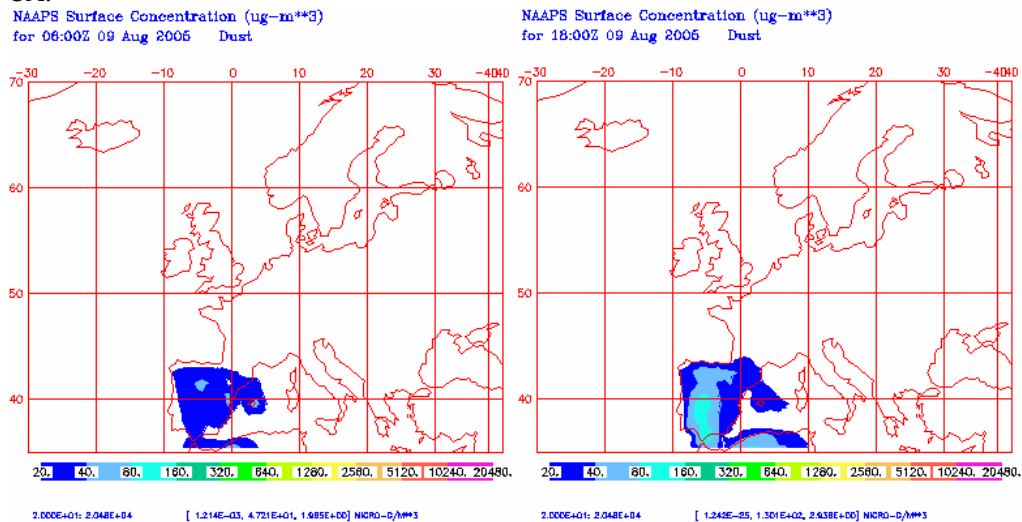 NAAPS Surface Concentration (ug-m**3)
for 06:00Z 09 Aug 2005 Dust
-30 -20 -10 0 10 20 30 40
70
60
50
40
20. 40. 80. 160. 320. 640. 1280. 2560. 5120. 10240. 20480.
2.000E+01: 2.048E+04 [ 1.214E-03, 4.721E+01, 1.985E+00] MICRO-G/M**3
NAAPS Surface Concentration (ug-m**3)
for 18:00Z 09 Aug 2005 Dust
-40 -30 -20 -10 0 10 20 30 40
70
60
50
40
20. 40. 80. 160. 320. 640. 1280. 2560. 5120. 10240. 20480.
2.000E+01: 2.048E+04 [ 1.242E-25, 1.301E+02, 2.938E+00] MICRO-G/M**3